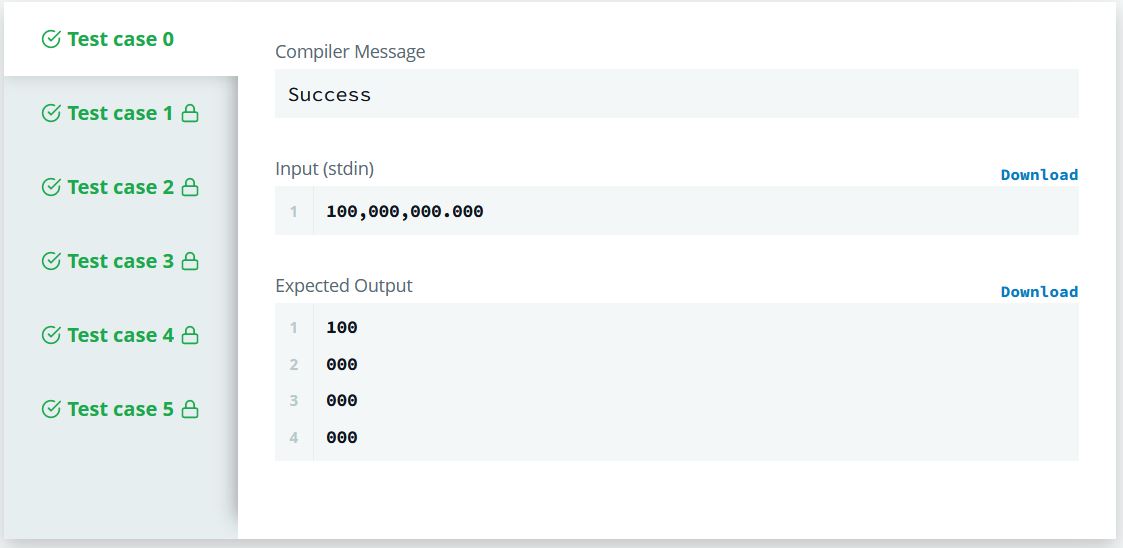 Test case 0
Test case 1
Test case 2
Test case 3
Test case 4
Test case 5
Compiler Message
Success
Input (stdin)
Download
1 100,000,000.000
Expected Output
Download
1 100
2 000
3 000
4 000